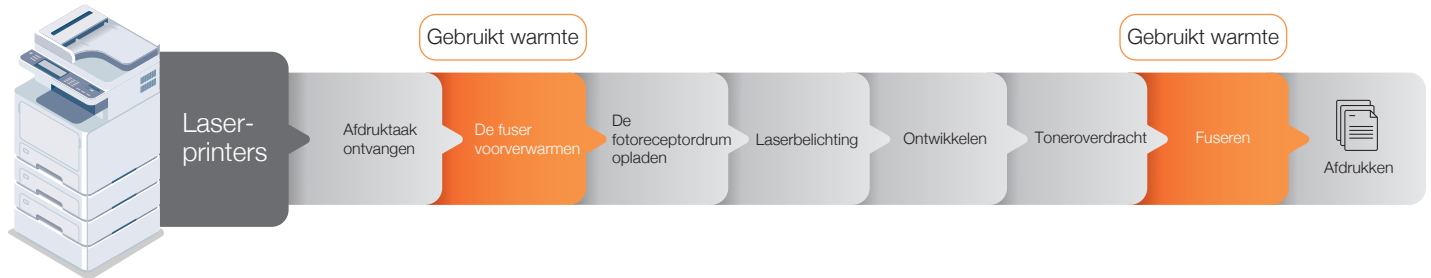 Gebruikt warmte
Gebruikt warmte
Laser-
printers
Afdruktaak
ontvangen
De fuser
voorverwarmen
De
fotoreceptordrum
opladen
Laserbelichting
Ontwikkelen
Toneroverdracht
Fuseren
Afdrukken